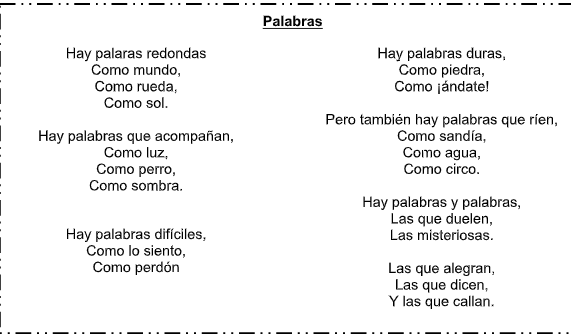 Palabras
Hay palaras redondas
Como mundo,
Como rueda,
Como sol.
Hay palabras que acompañan,
Como luz,
Como perro,
Como sombra.
Hay palabras difíciles,
Como lo siento,
Como perdón
Hay palabras duras,
Como piedra,
Como ¡ándate!
Pero también hay palabras que ríen,
Como sandía,
Como agua,
Como circo.
Hay palabras y palabras,
Las que duelen,
Las misteriosas.
Las que alegran,
Las que dicen,
Y las que callan.